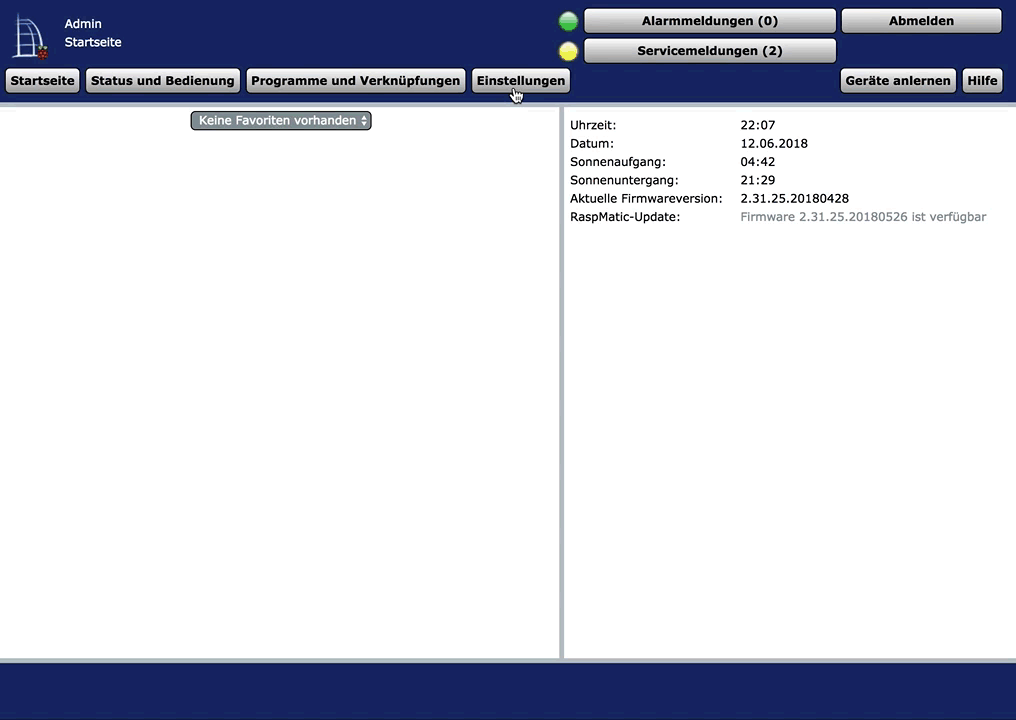 Admin
Startseite
Alarmmeldungen (0)
Abmelden
Servicemeldungen (2)
Startseite
Status und Bedienung
Programme und Verknüpfungen
Einstellungen
Geräte anlernen
Hilfe
Keine Favoriten vorhanden
Uhrzeit: 22:07
Datum: 12.06.2018
Sonnenaufgang: 04:42
Sonnenuntergang: 21:29
Aktuelle Firmwareversion: 2.31.25.20180428
RaspMatic-Update: Firmware 2.31.25.20180526 ist verfügbar